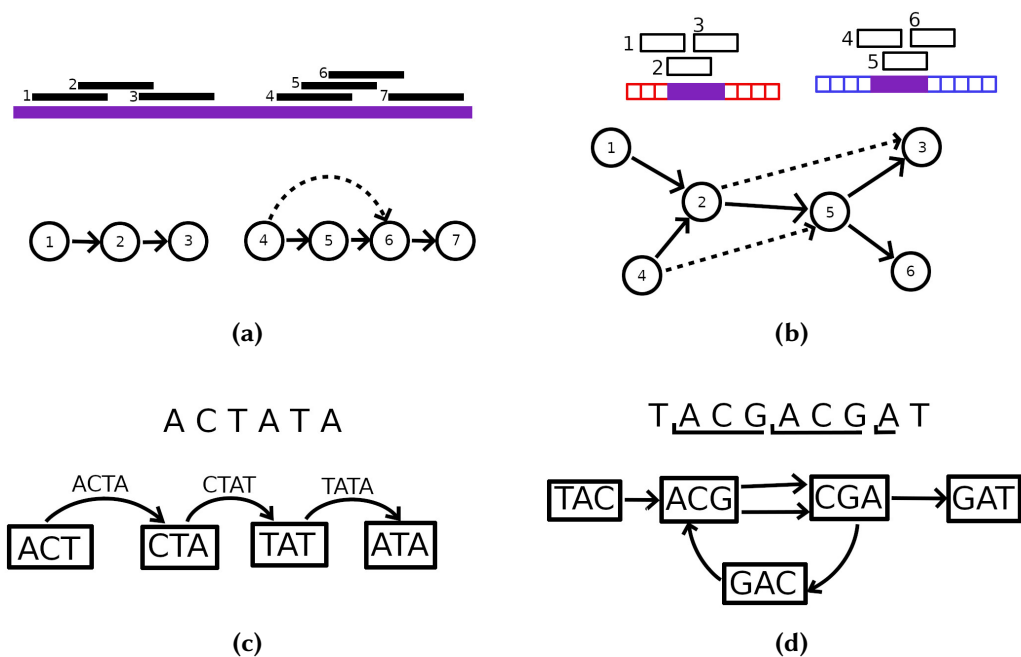 1 2 3 4 5 6 7
1 2 3 4 5 6 7
(a)
1 2 3 4 5 6
1 2 3 4 5 6
(b)
A C T A T A
ACTA CTAT TATA
ACT CTA TAT ATA
(c)
T A C G A C G A T
TAC ACG CGA GAT
GAC
(d)